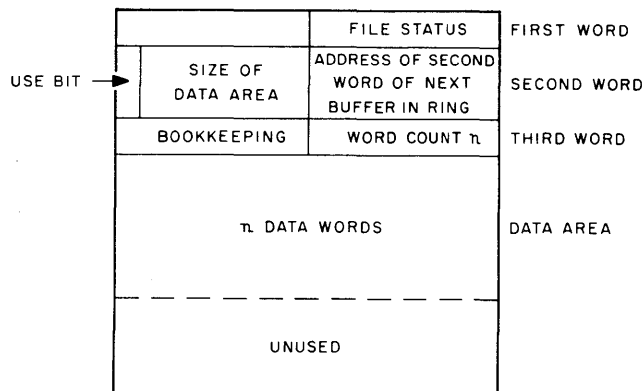 FILE STATUS
FIRST WORD
USE BIT
SIZE OF
DATA AREA
ADDRESS OF SECOND
WORD OF NEXT
BUFFER IN RING
SECOND WORD
BOOKKEEPING
WORD COUNT n
THIRD WORD
n DATA WORDS
DATA AREA
UNUSED